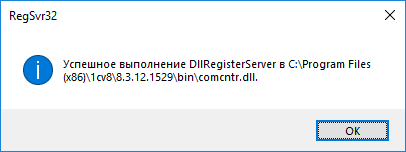 RegSvr32
Успешное выполнение DllRegisterServer в C:\Program Files
(x86)\1cv8\8.3.12.1529\bin\comcntr.dll.
OK